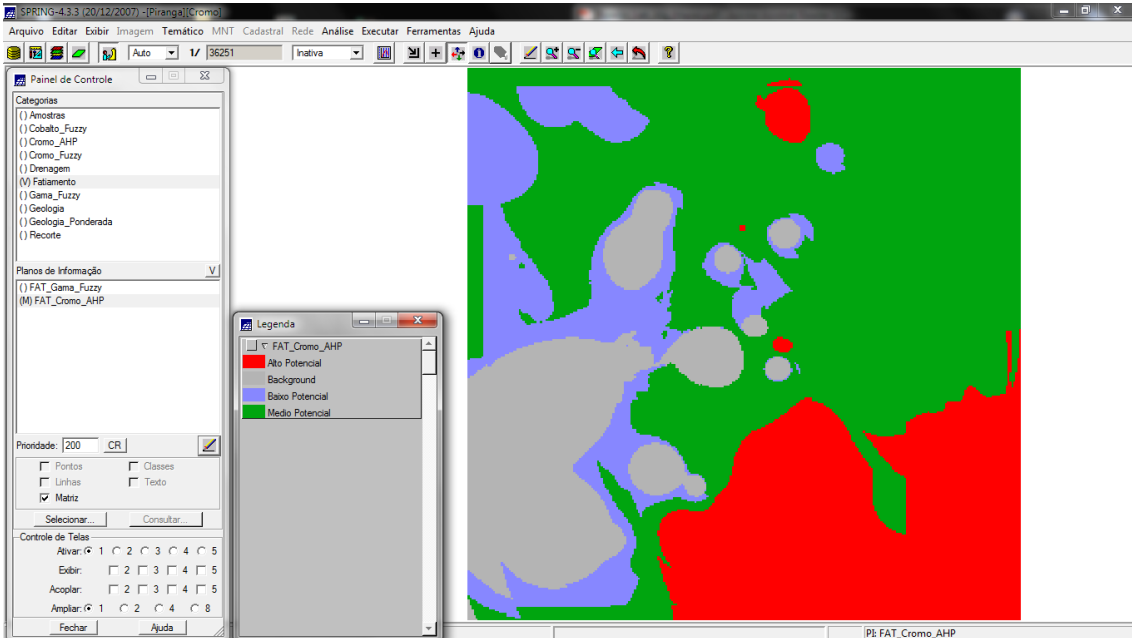 SPRING-4.3.3 (20/12/2007) -[Piranga][Cromo]
Arquivo Editar Exibir Imagem Temático MNT Cadastral Rede Análise Executar Ferramentas Ajuda
Auto 1/ 36251 Inativa
Painel de Controle
Categorias
() Amostras
() Cobalto_Fuzzy
() Cromo_AHP
() Cromo_Fuzzy
() Drenagem
(V) Fatiamento
() Gama_Fuzzy
() Geologia
() Geologia_Ponderada
() Recorte
Planos de Informação V
() FAT_Gama_Fuzzy
(M) FAT_Cromo_AHP
Prioridade: 200 CR
Pontos Classes
Linhas Texto
Matriz
Selecionar... Consultar...
Controle de Telas
Ativar: 1 2 3 4 5
Exibir: 2 3 4 5
Acoplar: 2 3 4 5
Ampliar: 1 2 4 8
Fechar Ajuda
Legenda
FAT_Cromo_AHP
Alto Potencial
Background
Baixo Potencial
Medio Potencial
PI: FAT_Cromo_AHP